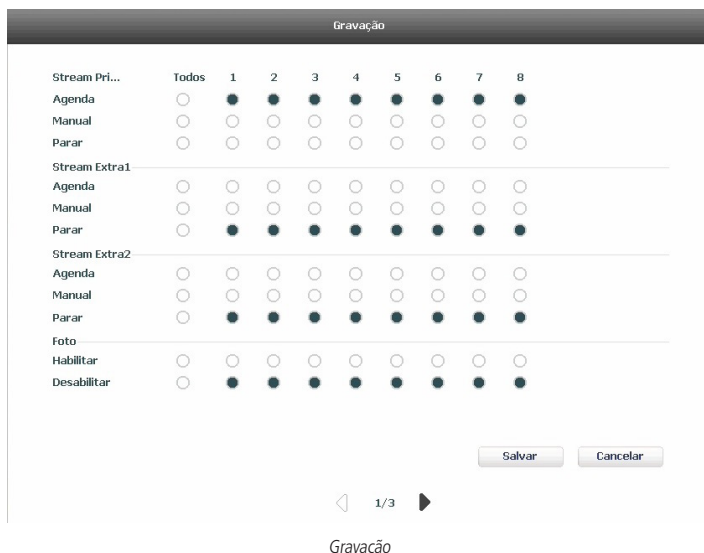 Gravação
Stream Pri... Todos 1 2 3 4 5 6 7 8
Agenda
Manual
Parar
Stream Extra1
Agenda
Manual
Parar
Stream Extra2
Agenda
Manual
Parar
Foto
Habilitar
Desabilitar
Salvar Cancelar
1/3
Gravação